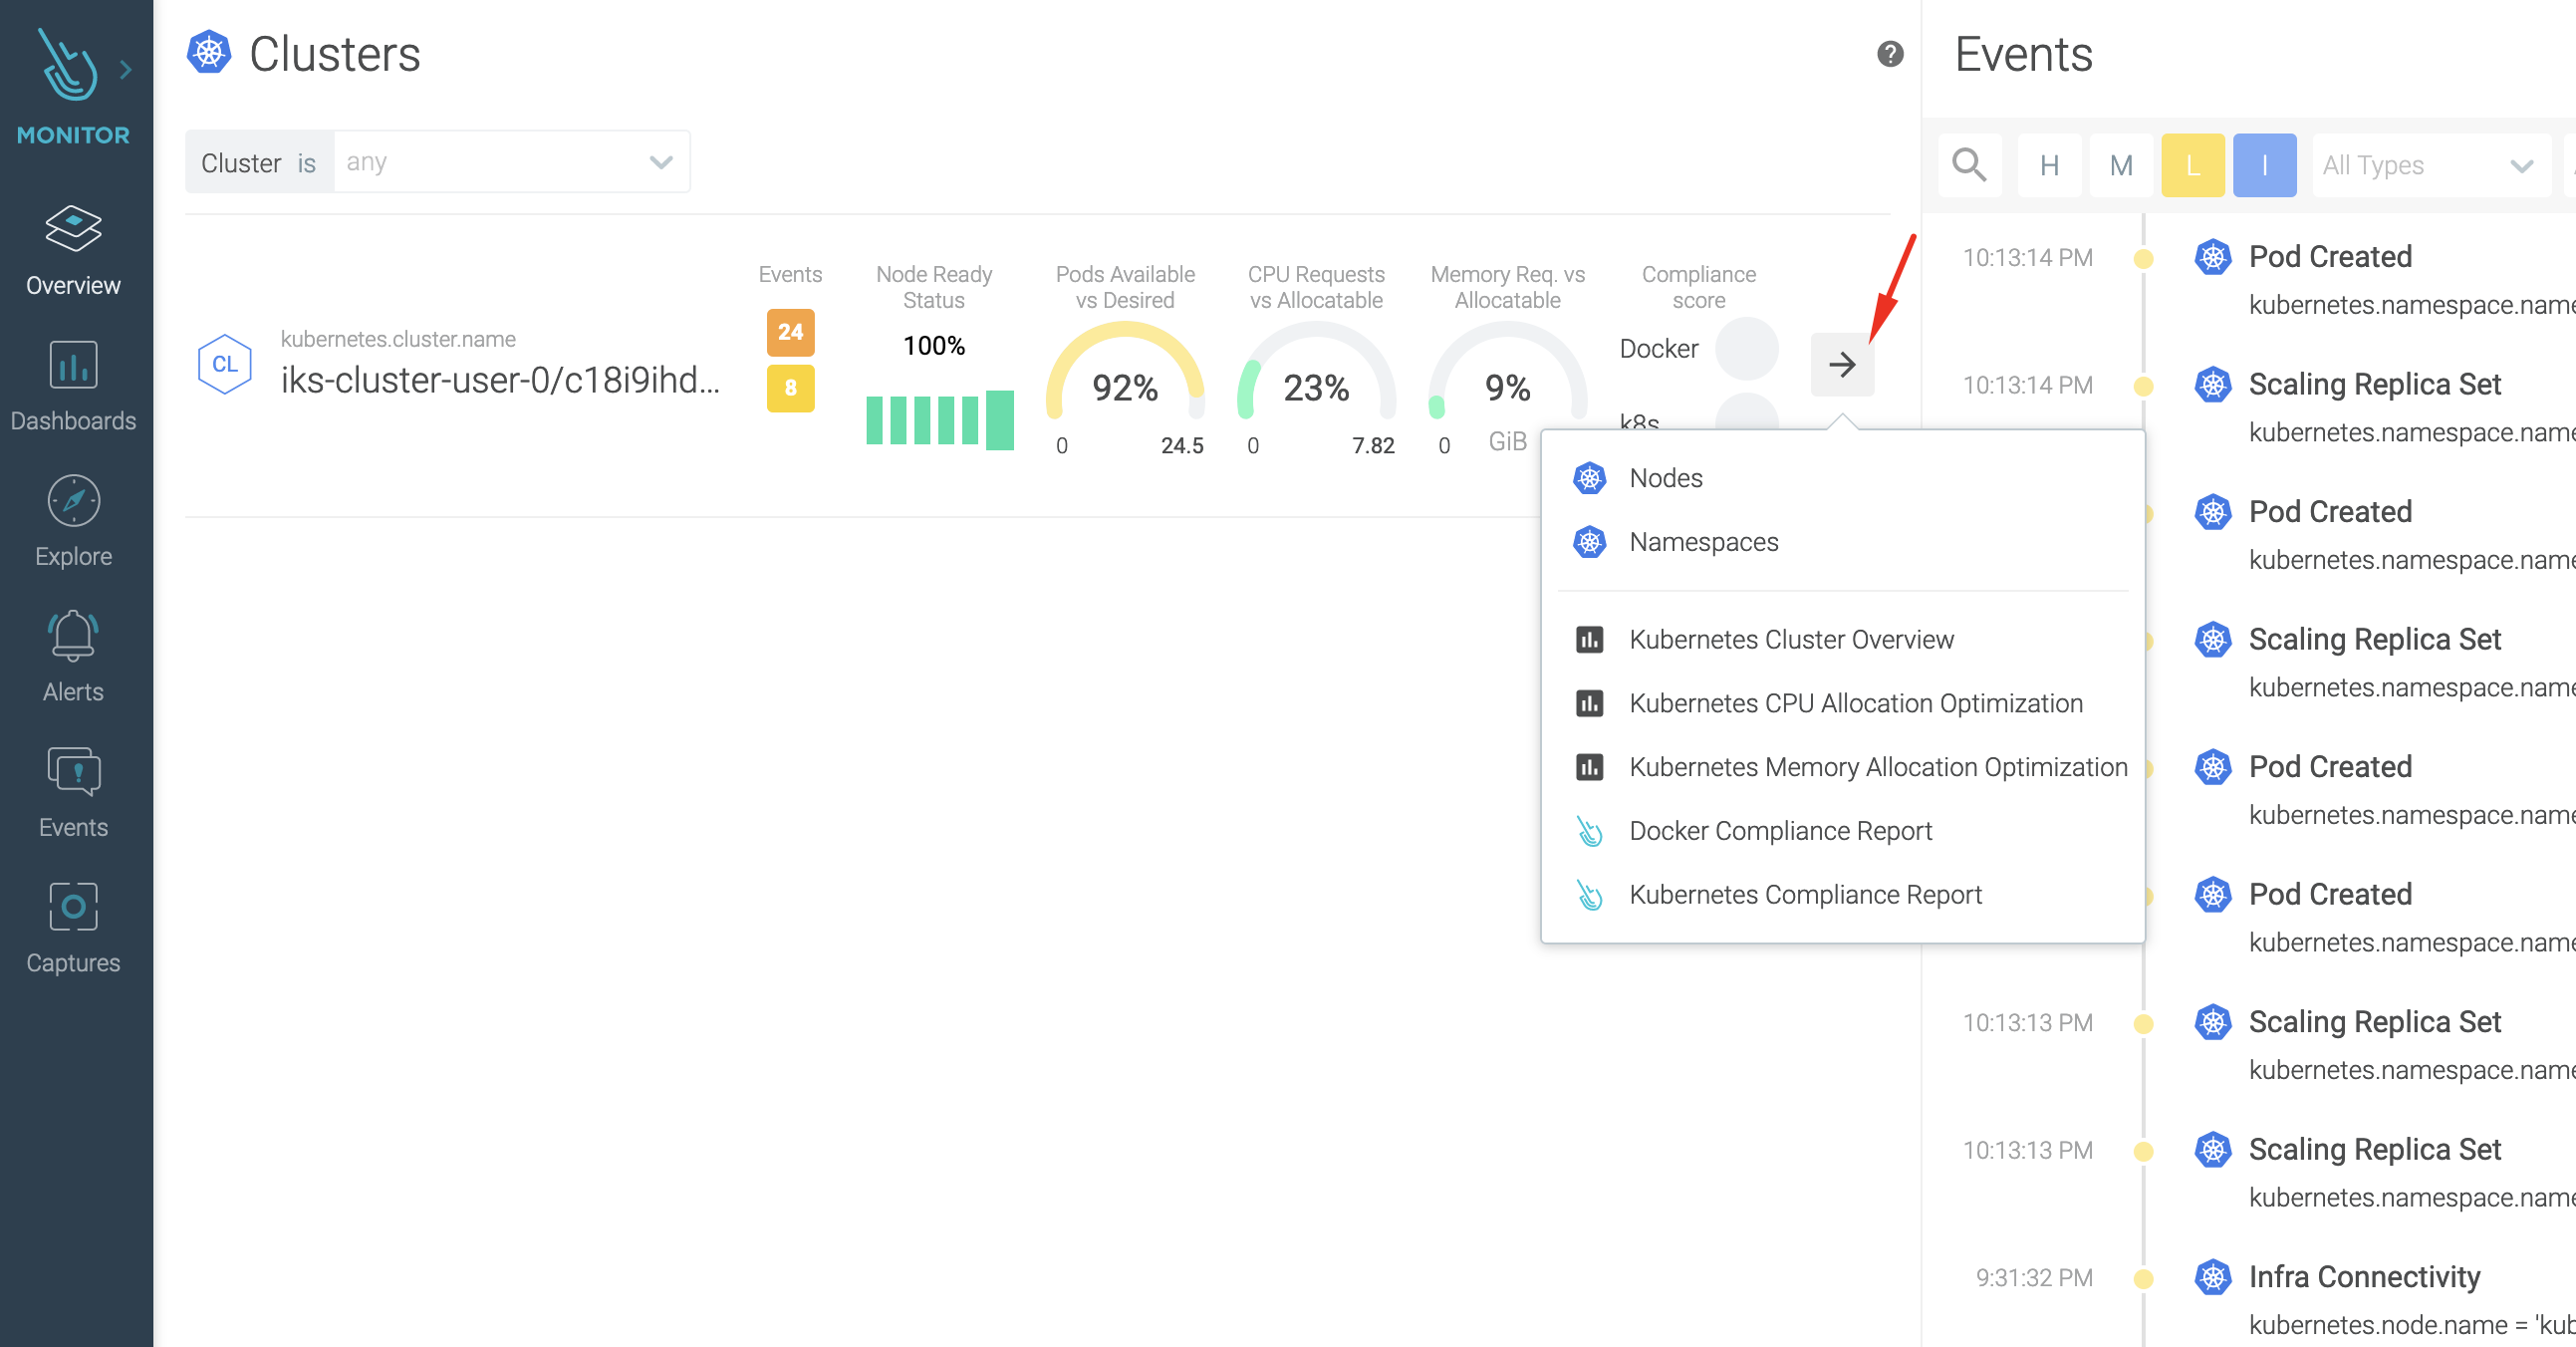 MONITOR
Overview
Dashboards
Explore
Alerts
Events
Captures
Clusters
?
Cluster is any
Events
Node Ready
Status
Pods Available
vs Desired
CPU Requests
vs Allocatable
Memory Req. vs
Allocatable
Compliance
score
CL
kubernetes.cluster.name
iks-cluster-user-0/c18i9ihd...
24
8
100%
92%
0 24.5
23%
0 7.82
9%
0 GiB
Docker
k8s
Nodes
Namespaces
Kubernetes Cluster Overview
Kubernetes CPU Allocation Optimization
Kubernetes Memory Allocation Optimization
Docker Compliance Report
Kubernetes Compliance Report
Events
H M L I All Types
10:13:14 PM Pod Created
kubernetes.namespace.name
10:13:14 PM Scaling Replica Set
kubernetes.namespace.name
Pod Created
kubernetes.namespace.name
Scaling Replica Set
kubernetes.namespace.name
Pod Created
kubernetes.namespace.name
Pod Created
kubernetes.namespace.name
10:13:13 PM Scaling Replica Set
kubernetes.namespace.name
10:13:13 PM Scaling Replica Set
kubernetes.namespace.name
9:31:32 PM Infra Connectivity
kubernetes.node.name = 'kub